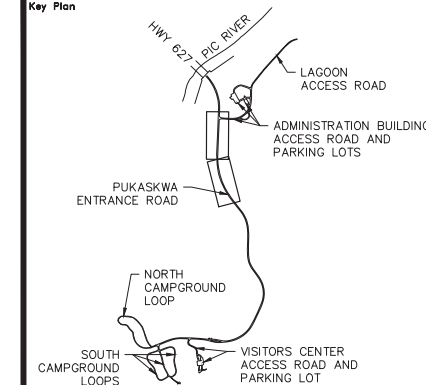 Key Plan
HWY 627
PIC RIVER
LAGOON
ACCESS ROAD
ADMINISTRATION BUILDING
ACCESS ROAD AND
PARKING LOTS
PUKASKWA
ENTRANCE ROAD
NORTH
CAMPGROUND
LOOP
SOUTH
CAMPGROUND
LOOPS
VISITORS CENTER
ACCESS ROAD AND
PARKING LOT